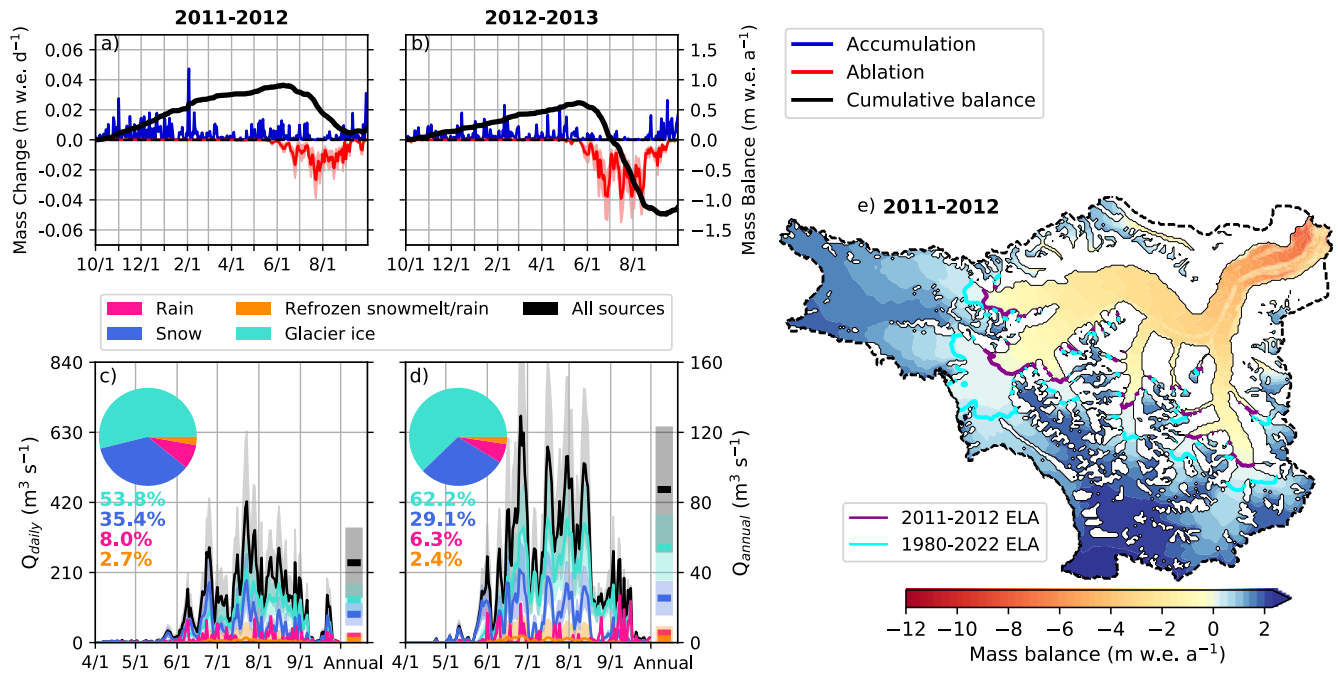 2011-2012
2012-2013
a)
b)
0.06
0.04
0.02
0.0
-0.02
-0.04
-0.06
Mass Change (m w.e. d⁻¹)
1.5
1.0
0.5
0.0
−0.5
−1.0
−1.5
Mass Balance (m w.e. a⁻¹)
10/1 12/1 2/1 4/1 6/1 8/1
10/1 12/1 2/1 4/1 6/1 8/1
Accumulation
Ablation
Cumulative balance
Rain
Refrozen snowmelt/rain
All sources
Snow
Glacier ice
c)
d)
840
630
420
210
0
Q_daily (m³ s⁻¹)
53.8%
35.4%
8.0%
2.7%
62.2%
29.1%
6.3%
2.4%
160
120
80
40
0
Q_annual (m³ s⁻¹)
4/1 5/1 6/1 7/1 8/1 9/1 Annual
4/1 5/1 6/1 7/1 8/1 9/1 Annual
e) 2011-2012
2011-2012 ELA
1980-2022 ELA
−12 −10 −8 −6 −4 −2 0 2
Mass balance (m w.e. a⁻¹)